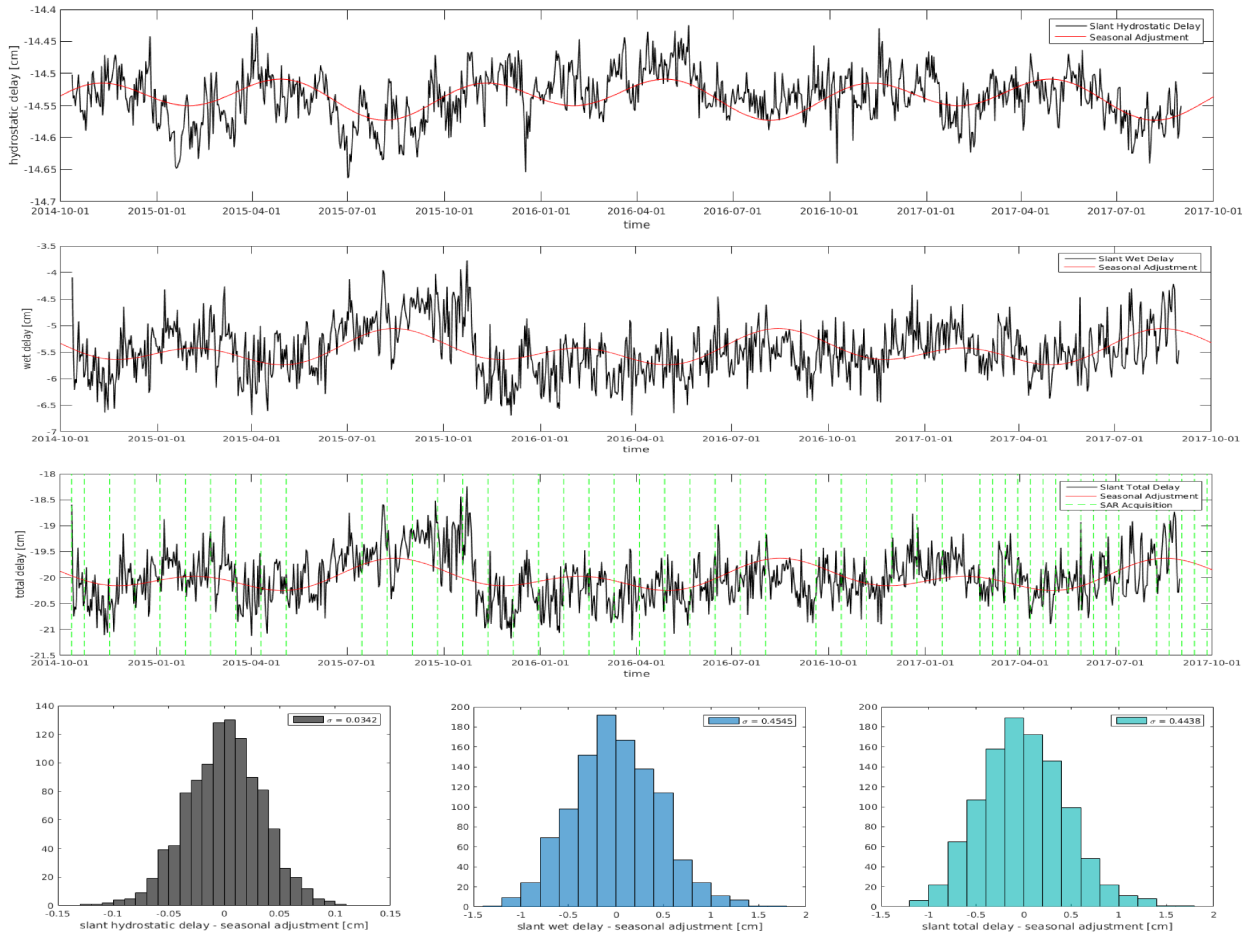 -14.4
-14.45
-14.5
-14.55
-14.6
-14.65
-14.7
hydrostatic delay [cm]
Slant Hydrostatic Delay
Seasonal Adjustment
2014-10-01 2015-01-01 2015-04-01 2015-07-01 2015-10-01 2016-01-01 2016-04-01 2016-07-01 2016-10-01 2017-01-01 2017-04-01 2017-07-01 2017-10-01
time
-3.5
-4
-4.5
-5
-5.5
-6
-6.5
-7
wet delay [cm]
Slant Wet Delay
Seasonal Adjustment
2014-10-01 2015-01-01 2015-04-01 2015-07-01 2015-10-01 2016-01-01 2016-04-01 2016-07-01 2016-10-01 2017-01-01 2017-04-01 2017-07-01 2017-10-01
time
-18
-18.5
-19
-19.5
-20
-20.5
-21
-21.5
total delay [cm]
Slant Total Delay
Seasonal Adjustment
SAR Acquisition
2014-10-01 2015-01-01 2015-04-01 2015-07-01 2015-10-01 2016-01-01 2016-04-01 2016-07-01 2016-10-01 2017-01-01 2017-04-01 2017-07-01 2017-10-01
time
140
120
100
80
60
40
20
0
σ = 0.0342
-0.15 -0.1 -0.05 0 0.05 0.1 0.15
slant hydrostatic delay - seasonal adjustment [cm]
200
180
160
140
120
100
80
60
40
20
0
σ = 0.4545
-1.5 -1 -0.5 0 0.5 1 1.5 2
slant wet delay - seasonal adjustment [cm]
200
180
160
140
120
100
80
60
40
20
0
σ = 0.4438
-1.5 -1 -0.5 0 0.5 1 1.5 2
slant total delay - seasonal adjustment [cm]